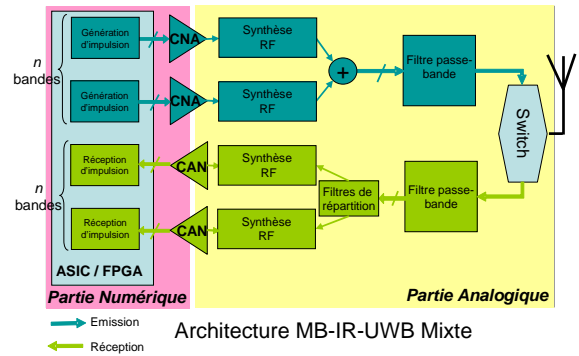 n
bandes
Génération
d'impulsion
CNA
Synthèse
RF
Génération
d'impulsion
CNA
Synthèse
RF
+
Filtre passe-
bande
Switch
n
bandes
Réception
d'impulsion
CAN
Synthèse
RF
Réception
d'impulsion
CAN
Synthèse
RF
Filtres de
répartition
Filtre passe-
bande
ASIC / FPGA
Partie Numérique
Partie Analogique
Emission
Réception
Architecture MB-IR-UWB Mixte